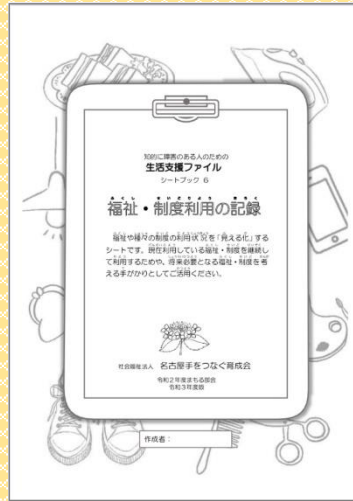 知的に障害のある人のための
生活支援ファイル
シートブック 6
福祉・制度利用の記録
福祉や様々の制度の利用状況を「見える化」する
シートです。現在利用している福祉・制度を継続し
て利用するためや、将来必要となる福祉・制度を考
える手がかりとしてご活用ください。
社会福祉法人 名古屋手をつなぐ育成会
令和2年度まもる部会
令和3年度版
作成者：